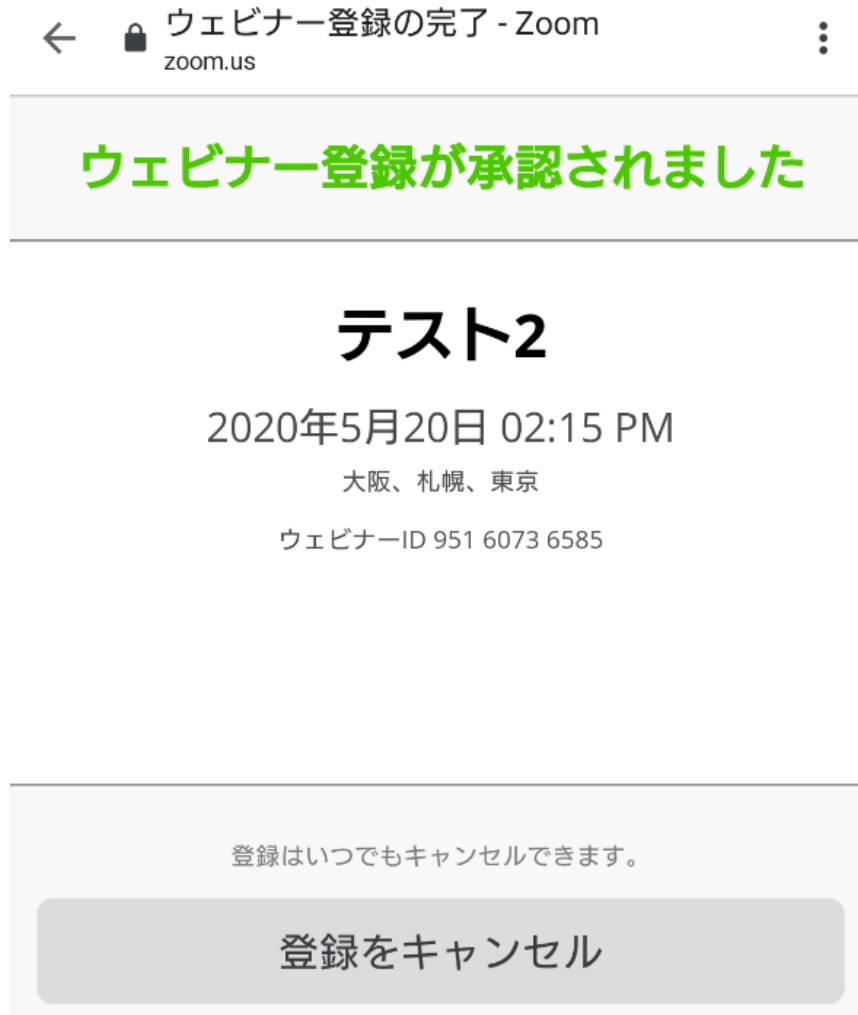 ウェビナー登録の完了 - Zoom
zoom.us
ウェビナー登録が承認されました
テスト2
2020年5月20日 02:15 PM
大阪、札幌、東京
ウェビナーID 951 6073 6585
登録はいつでもキャンセルできます。
登録をキャンセル